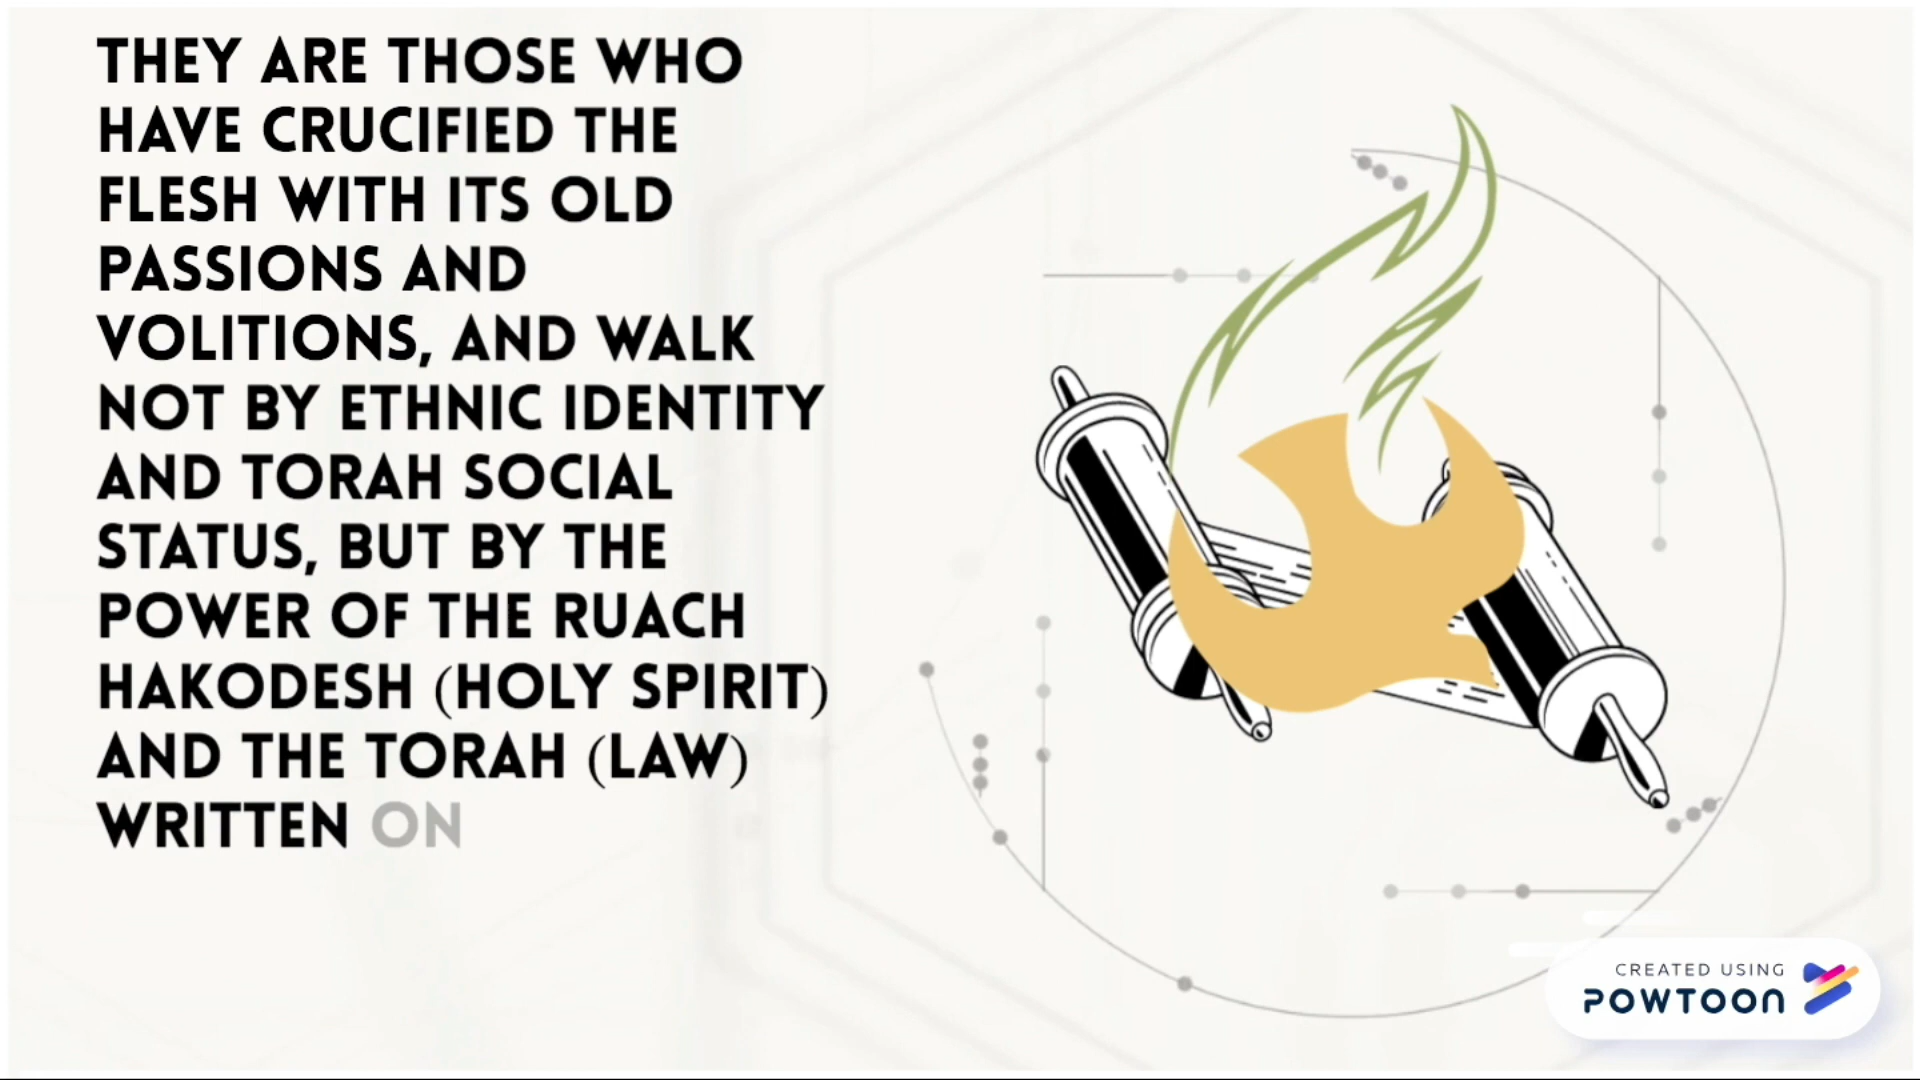 THEY ARE THOSE WHO
HAVE CRUCIFIED THE
FLESH WITH ITS OLD
PASSIONS AND
VOLITIONS, AND WALK
NOT BY ETHNIC IDENTITY
AND TORAH SOCIAL
STATUS, BUT BY THE
POWER OF THE RUACH
HAKODESH (HOLY SPIRIT)
AND THE TORAH (LAW)
WRITTEN ON
CREATED USING
POWTOON